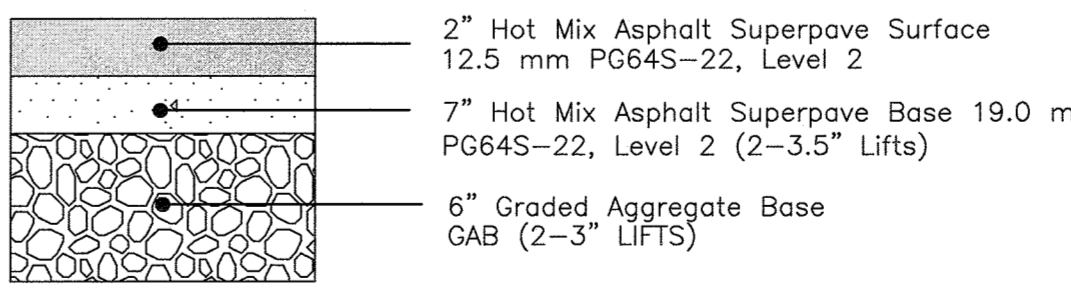 2” Hot Mix Asphalt Superpave Surface
12.5 mm PG64S–22, Level 2
7” Hot Mix Asphalt Superpave Base 19.0 m
PG64S–22, Level 2 (2–3.5” Lifts)
6” Graded Aggregate Base
GAB (2–3” LIFTS)